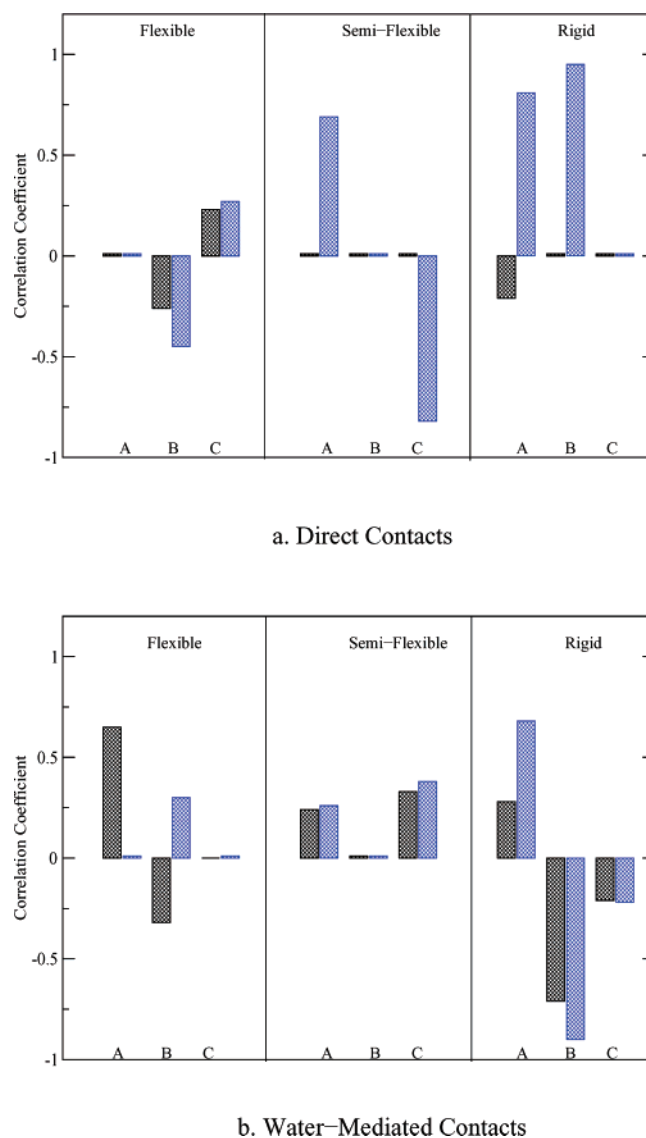 Flexible Semi−Flexible Rigid
1
0.5
0
-0.5
-1
Correlation Coefficient
A B C A B C A B C
a. Direct Contacts
Flexible Semi−Flexible Rigid
1
0.5
0
-0.5
-1
Correlation Coefficient
A B C A B C A B C
b. Water−Mediated Contacts